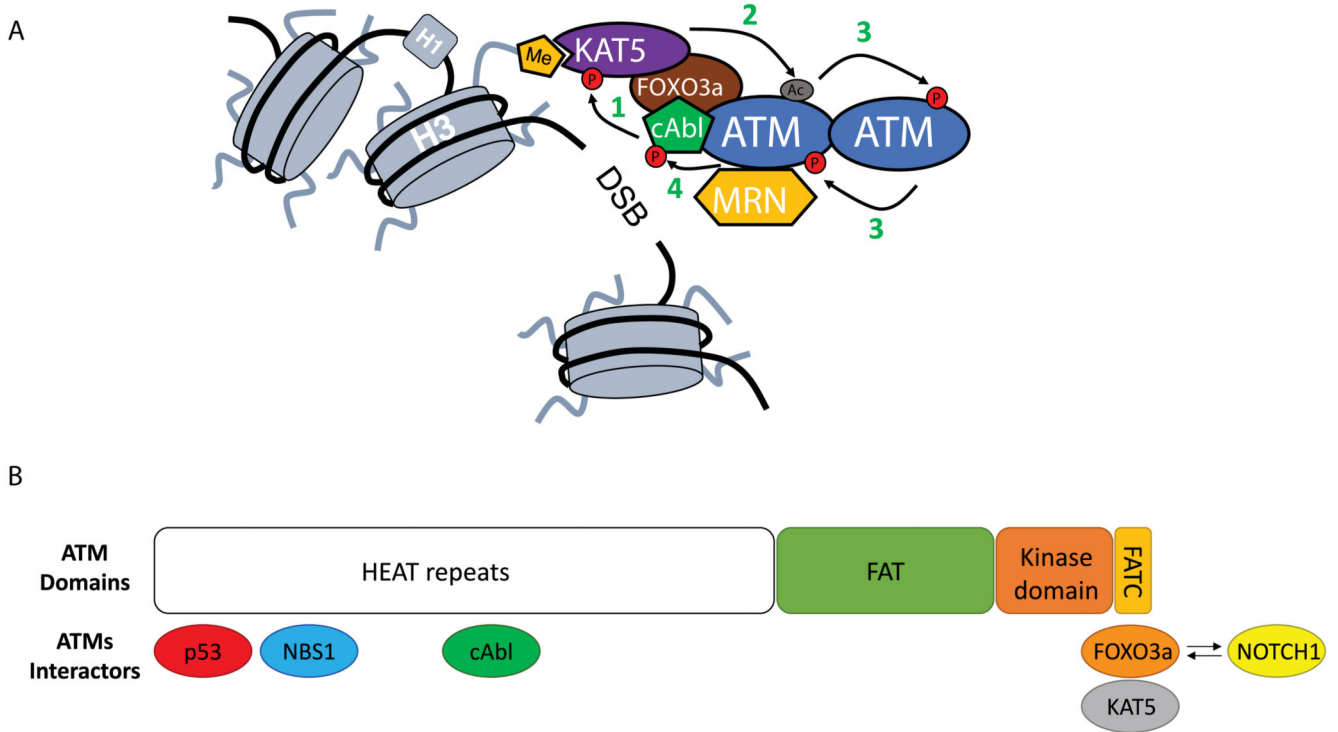 A
H1
H3
Me
KAT5
P
FOXO3a
1
2
Ac
3
P
cAbl
ATM
ATM
P
P
4
MRN
3
DSB
B
ATM
Domains
HEAT repeats
FAT
Kinase
domain
FATC
ATMs
Interactors
p53
NBS1
cAbl
FOXO3a
NOTCH1
KAT5